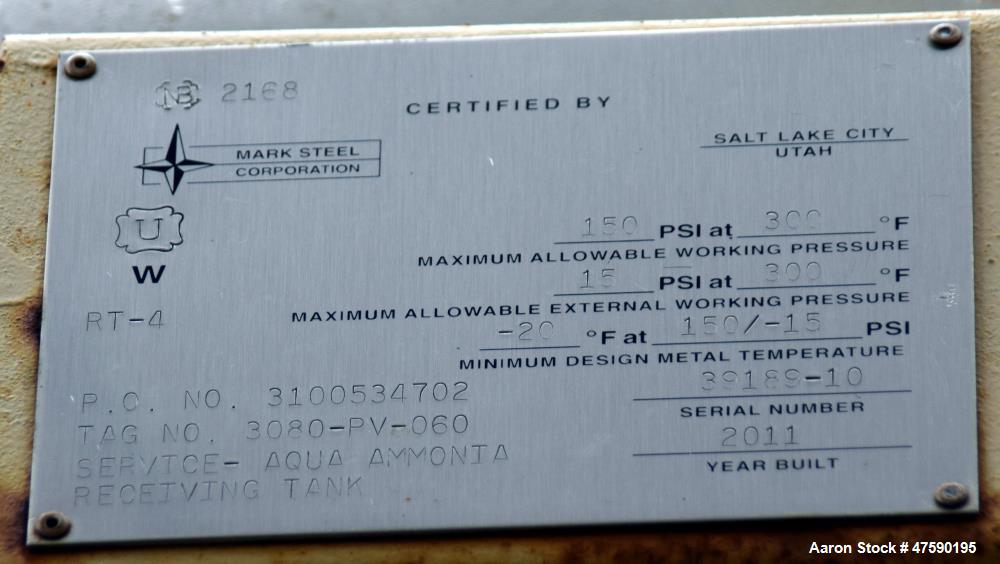 NB 2168
CERTIFIED BY
MARK STEEL
CORPORATION
SALT LAKE CITY
UTAH
U
W
RT-4
150 PSI at 300 °F
MAXIMUM ALLOWABLE WORKING PRESSURE
15 PSI at 300 °F
MAXIMUM ALLOWABLE EXTERNAL WORKING PRESSURE
-20 °F at 150/-15 PSI
MINIMUM DESIGN METAL TEMPERATURE
39189-10
SERIAL NUMBER
2011
YEAR BUILT
P.O. NO. 3100534702
TAG NO. 3080-PV-060
SERVICE- AQUA AMMONIA
RECEIVING TANK
Aaron Stock # 47590195